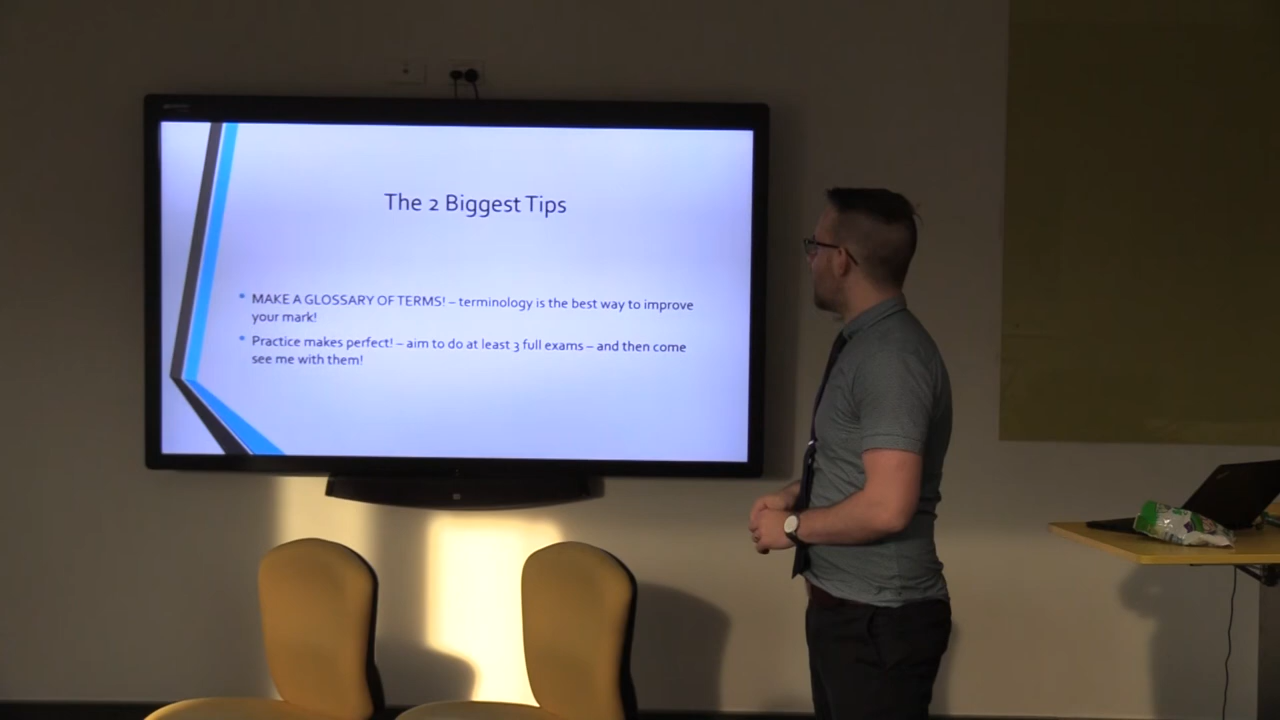 The 2 Biggest Tips
MAKE A GLOSSARY OF TERMS! – terminology is the best way to improve
your mark!
Practice makes perfect! – aim to do at least 3 full exams – and then come
see me with them!